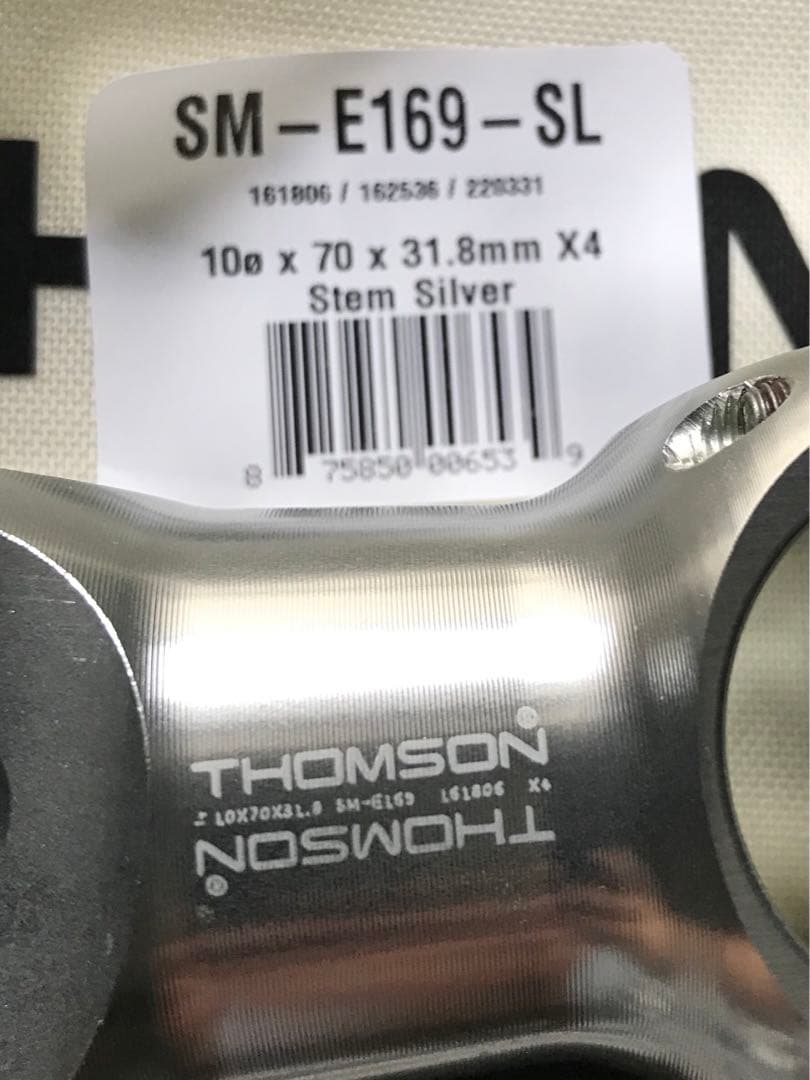 SM-E169-SL
161806 / 162536 / 220331
10ø x 70 x 31.8mm X4
Stem Silver
8 75850 00653 9
THOMSON®
± 10X70X31.8 SM-E169 161806 X4
THOMSON®